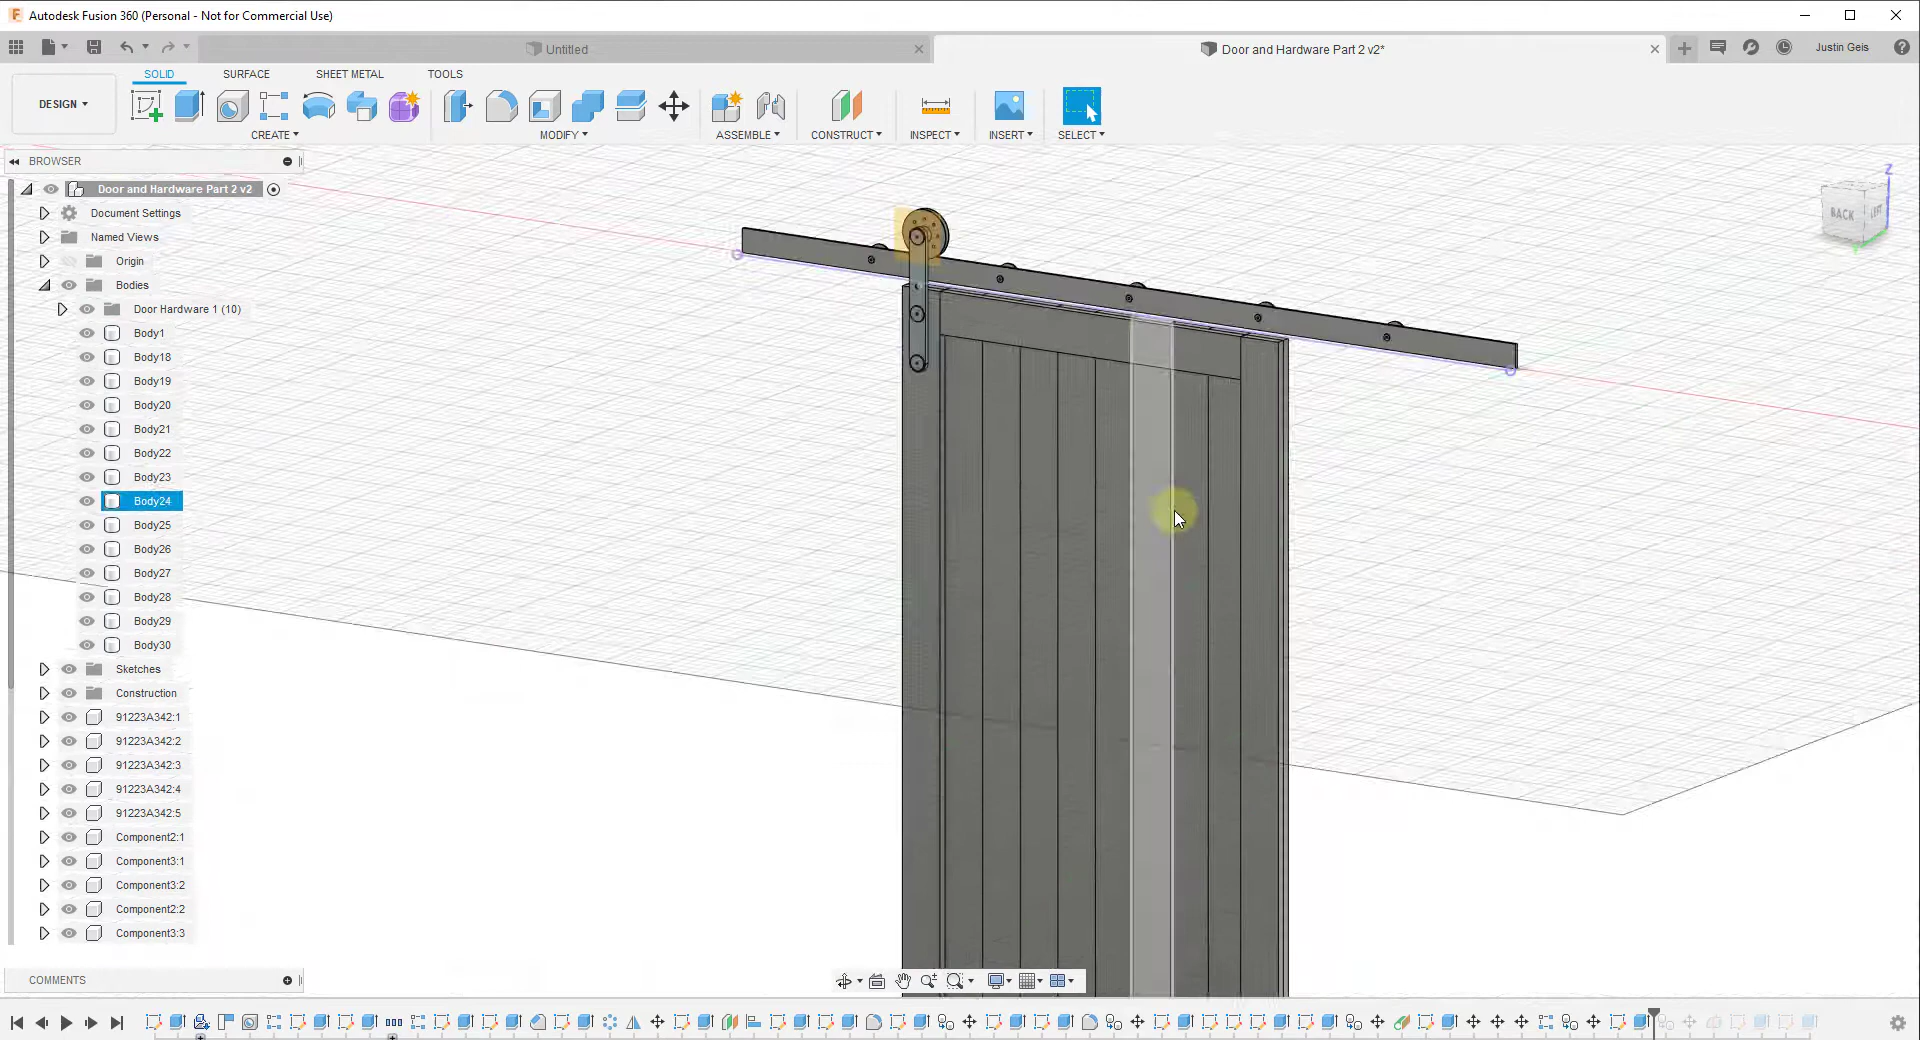 Autodesk Fusion 360 (Personal - Not for Commercial Use)
Untitled
Door and Hardware Part 2 v2*
Justin Geis
SOLID SURFACE SHEET METAL TOOLS
DESIGN
CREATE MODIFY ASSEMBLE CONSTRUCT INSPECT INSERT SELECT
BROWSER
Door and Hardware Part 2 v2
Document Settings
Named Views
Origin
Bodies
Door Hardware 1 (10)
Body1
Body18
Body19
Body20
Body21
Body22
Body23
Body24
Body25
Body26
Body27
Body28
Body29
Body30
Sketches
Construction
91223A342:1
91223A342:2
91223A342:3
91223A342:4
91223A342:5
Component2:1
Component3:1
Component3:2
Component2:2
Component3:3
Z
BACK LEFT
Y
COMMENTS